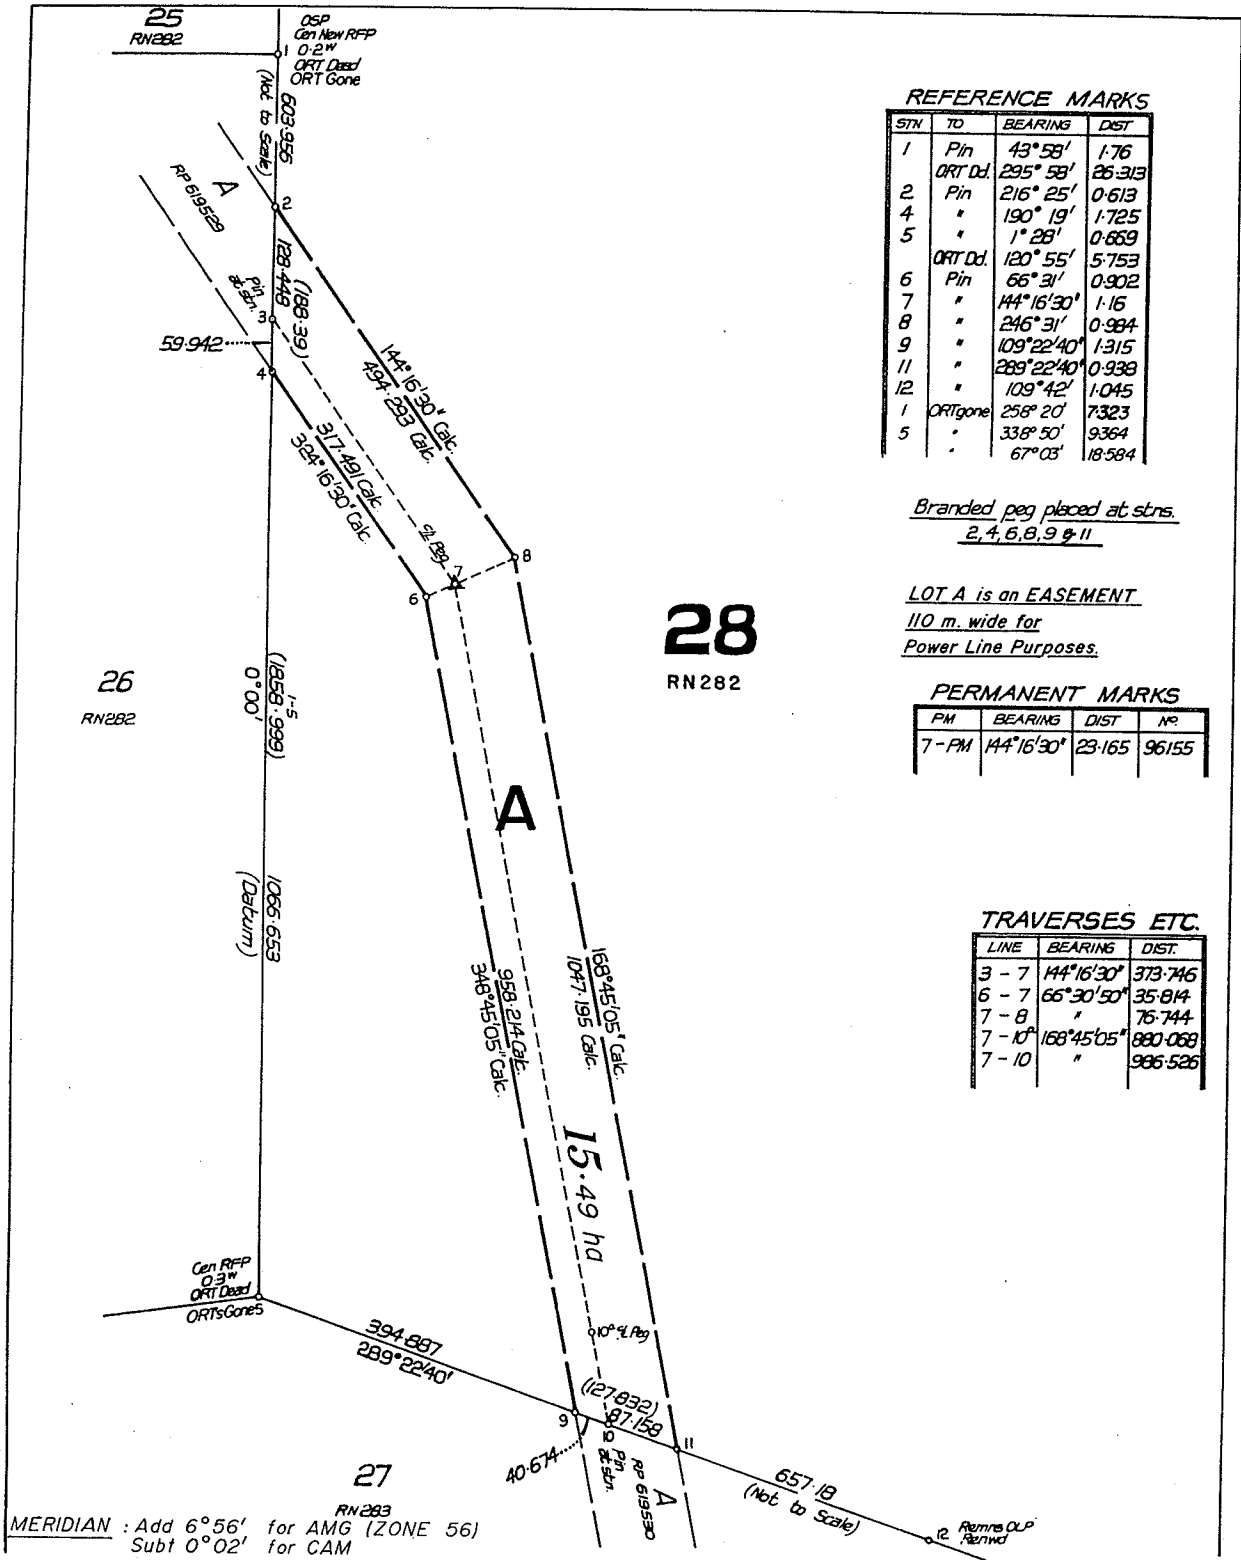 25
RN282
OSP
Cen New RFP
0·2w
ORT Dead
ORT Gone
1
603·956
(Not to Scale)
A
RP 619529
2
128·448
(188·39)
Pin
at stn.
3
59·942
4
144°16'30" Calc.
494·293 Calc.
317·491 Calc.
324°16'30" Calc.
℄ Peg
7
8
6
28
RN282
26
RN282
1-5
(1858·999)
0°00'
A
1066·653
(Datum)
168°45'05" Calc.
1047·195 Calc.
958·214 Calc.
348°45'05" Calc.
15·49 ha
Cen RFP
0·3w
ORT Dead
ORTs Gone
5
394·887
289°22'40"
10a ℄ Peg
(127·832)
87·158
9
10
Pin
at stn.
11
40·674
RP 619530
A
657·18
(Not to Scale)
12
Remns OLP
Renwd
27
RN283
MERIDIAN : Add 6°56' for AMG (ZONE 56)
Subt 0°02' for CAM
REFERENCE MARKS
STN TO BEARING DIST
1 Pin 43°58' 1·76
ORT Dd. 295°58' 26·313
2 Pin 216°25' 0·613
4 " 190°19' 1·725
5 " 1°28' 0·659
ORT Dd. 120°55' 5·753
6 Pin 66°31' 0·902
7 " 144°16'30" 1·16
8 " 246°31' 0·984
9 " 109°22'40" 1·315
11 " 289°22'40" 0·938
12 " 109°42' 1·045
1 ORT gone 258°20' 7·323
5 " 338°50' 9·364
" 67°03' 18·584
Branded peg placed at stns.
2,4,6,8,9 & 11
LOT A is an EASEMENT
110 m. wide for
Power Line Purposes.
PERMANENT MARKS
PM BEARING DIST No.
7-PM 144°16'30" 23·165 96155
TRAVERSES ETC.
LINE BEARING DIST.
3 - 7 144°16'30" 373·746
6 - 7 66°30'50" 35·814
7 - 8 " 76·744
7 - 10a 168°45'05" 880·068
7 - 10 " 986·526